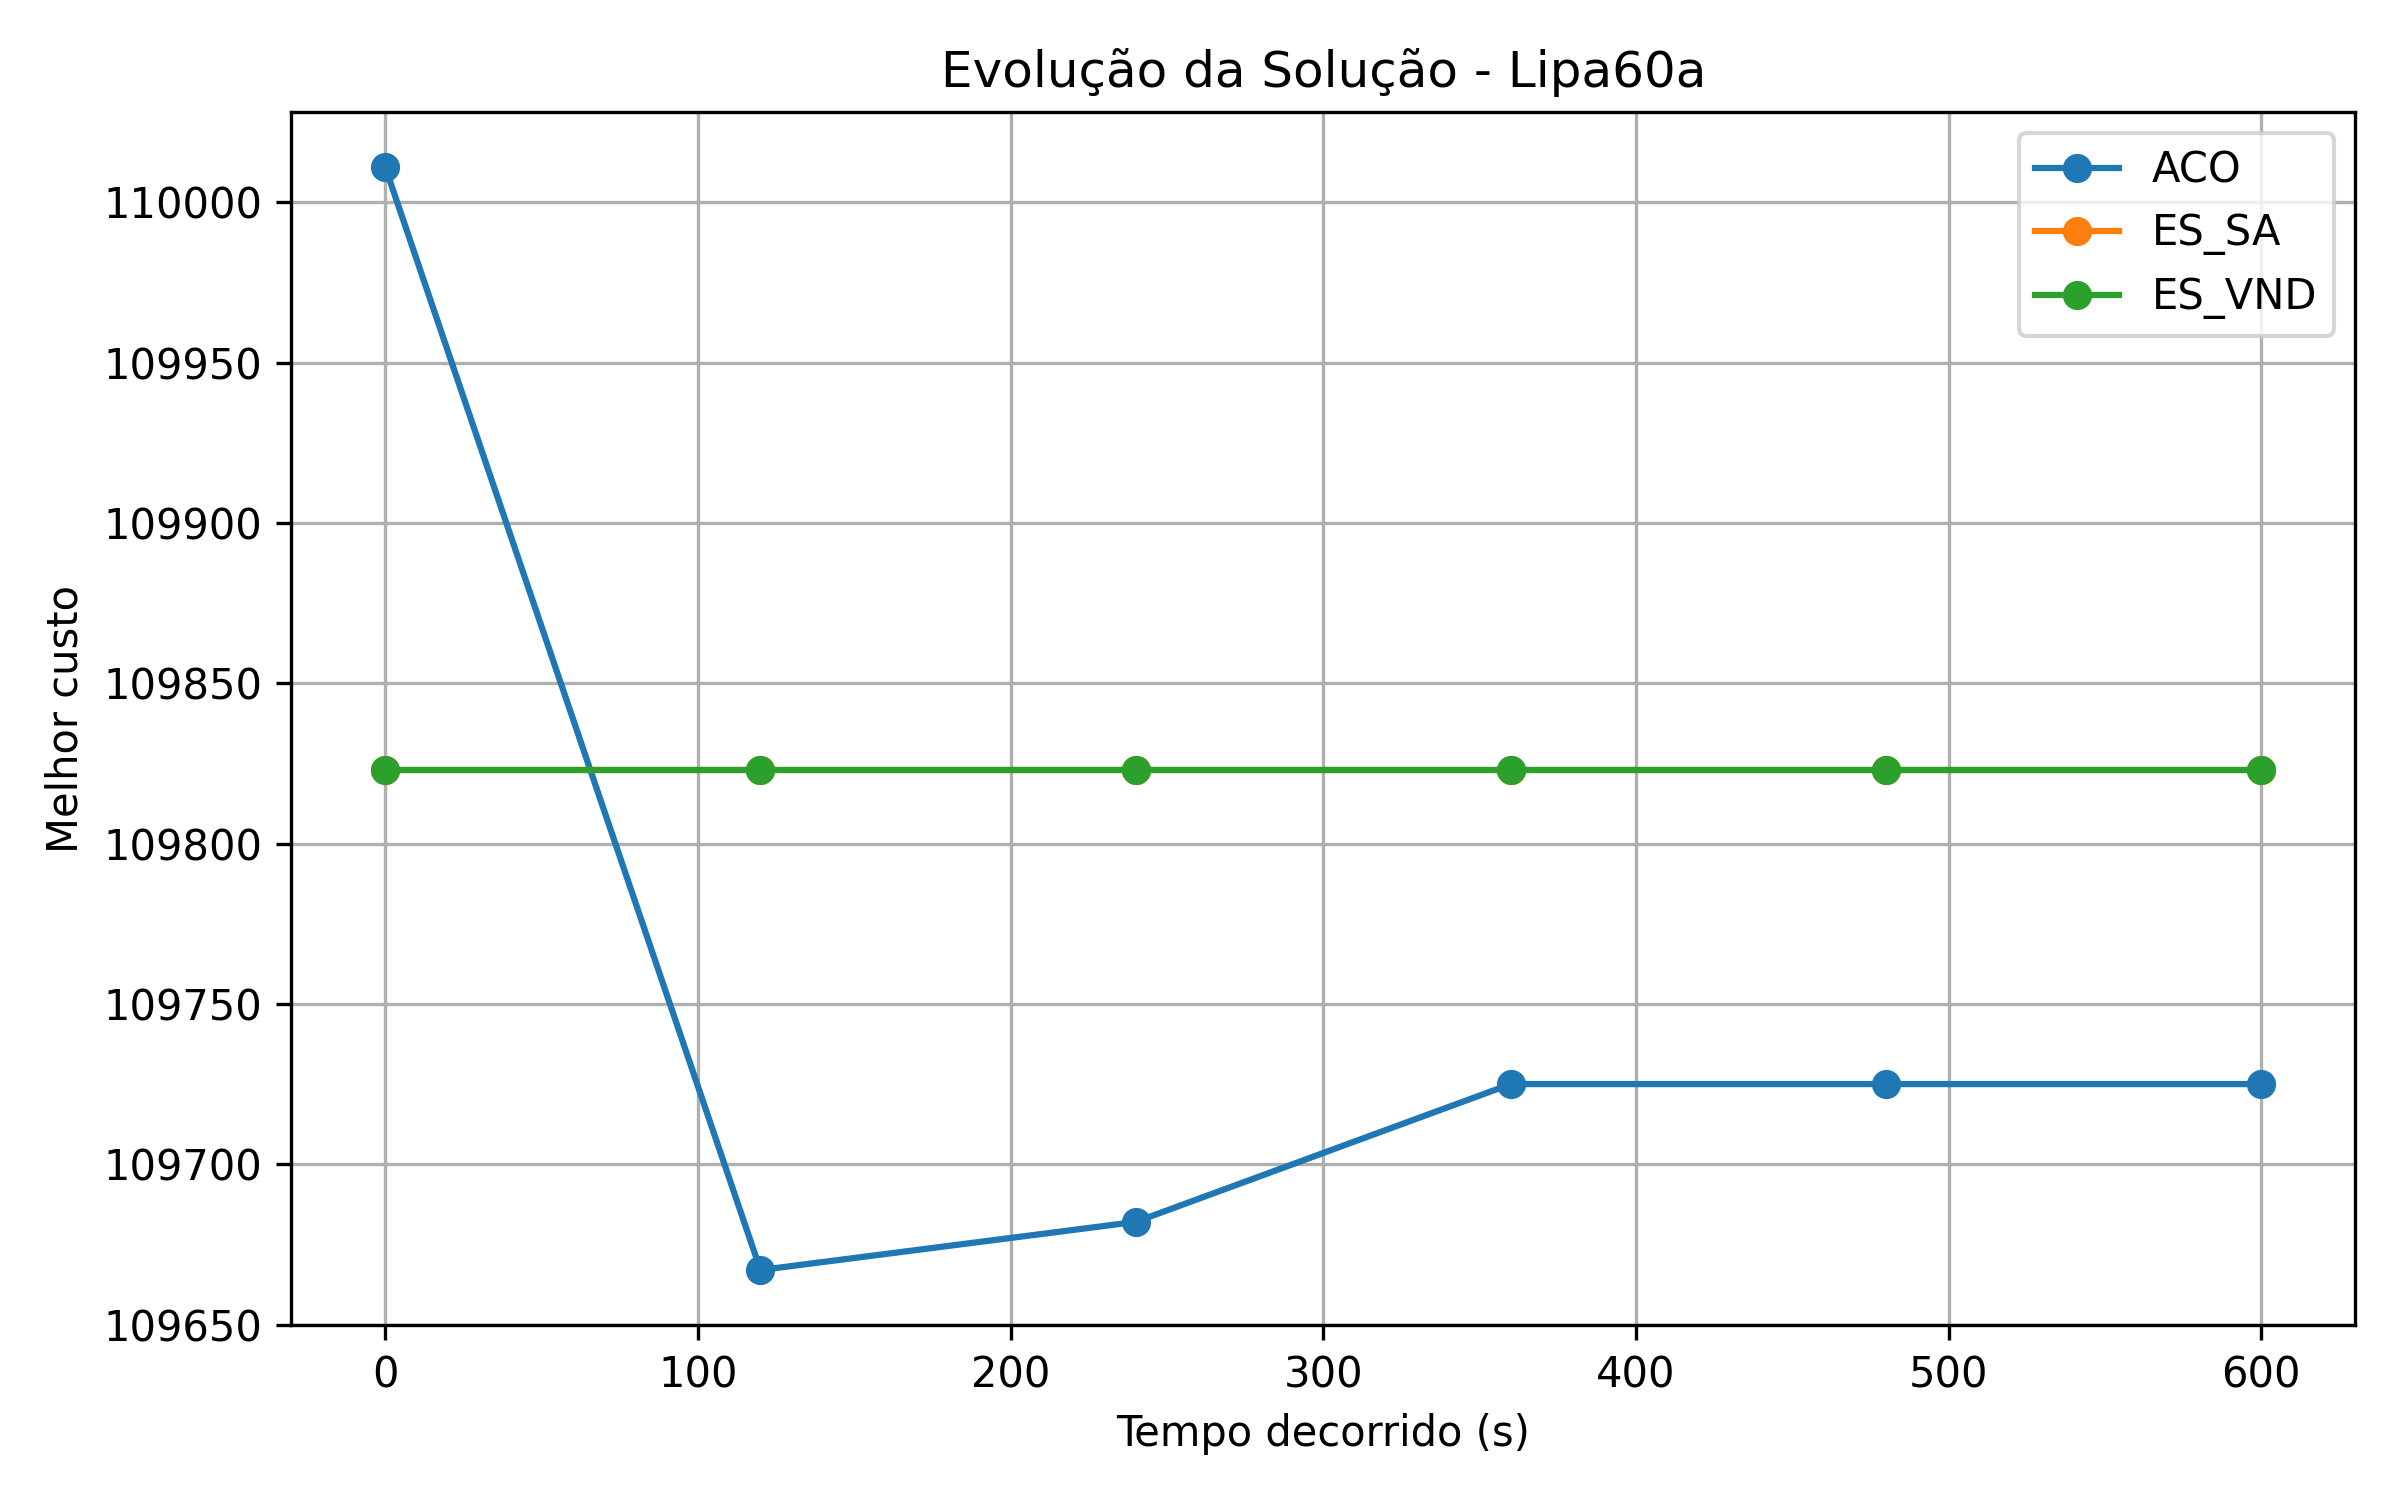 Evolução da Solução - Lipa60a
ACO
ES_SA
ES_VND
Melhor custo
110000
109950
109900
109850
109800
109750
109700
109650
0 100 200 300 400 500 600
Tempo decorrido (s)